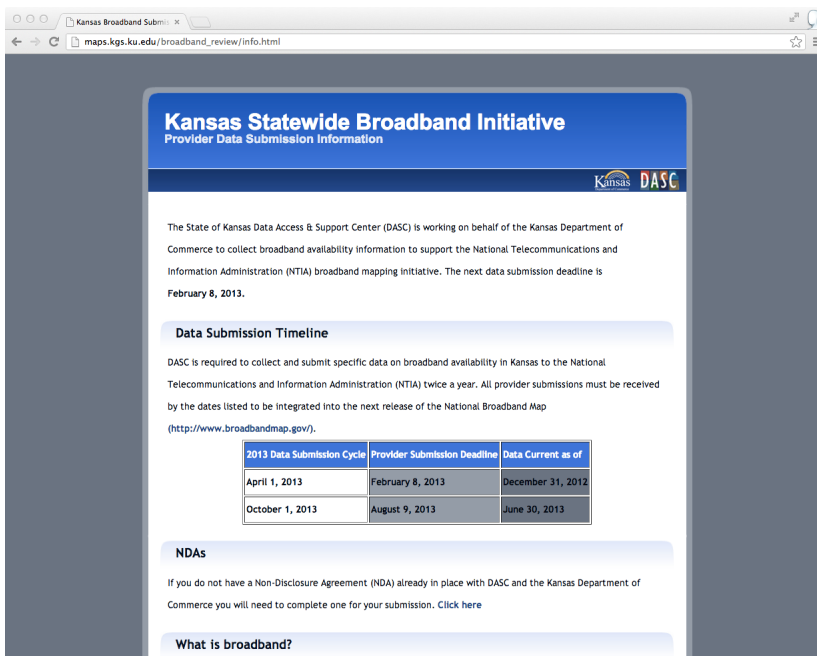 Kansas Broadband Submis
maps.kgs.ku.edu/broadband_review/info.html
Kansas Statewide Broadband Initiative
Provider Data Submission Information
Kansas DASC
The State of Kansas Data Access & Support Center (DASC) is working on behalf of the Kansas Department of
Commerce to collect broadband availability information to support the National Telecommunications and
Information Administration (NTIA) broadband mapping initiative. The next data submission deadline is
February 8, 2013.
Data Submission Timeline
DASC is required to collect and submit specific data on broadband availability in Kansas to the National
Telecommunications and Information Administration (NTIA) twice a year. All provider submissions must be received
by the dates listed to be integrated into the next release of the National Broadband Map
(http://www.broadbandmap.gov/).
2013 Data Submission Cycle Provider Submission Deadline Data Current as of
April 1, 2013 February 8, 2013 December 31, 2012
October 1, 2013 August 9, 2013 June 30, 2013
NDAs
If you do not have a Non-Disclosure Agreement (NDA) already in place with DASC and the Kansas Department of
Commerce you will need to complete one for your submission. Click here
What is broadband?